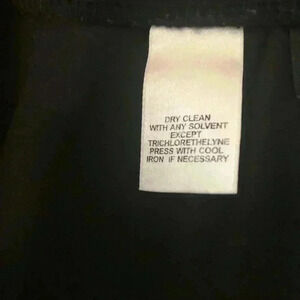 DRY CLEAN
WITH ANY SOLVENT
EXCEPT
TRICHLORETHELYNE
PRESS WITH COOL
IRON IF NECESSARY